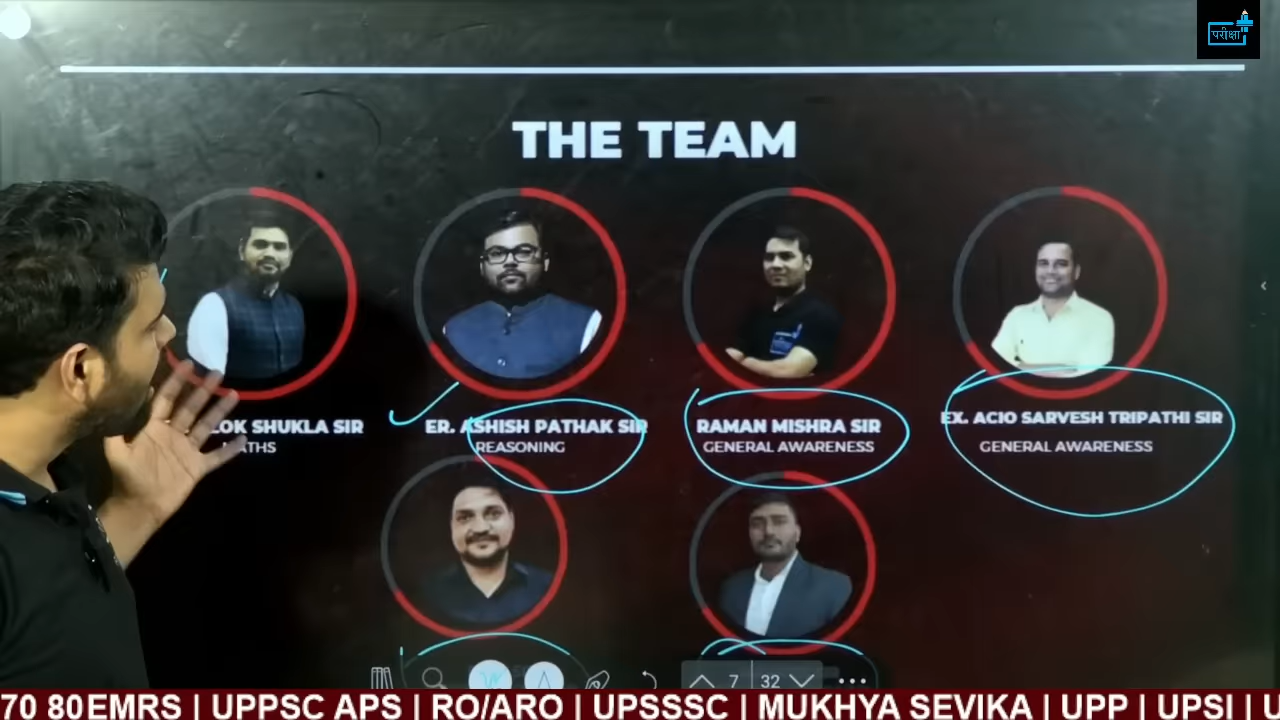 परीक्षा
THE TEAM
LOK SHUKLA SIR
ER. ASHISH PATHAK SIR
RAMAN MISHRA SIR
EX. ACIO SARVESH TRIPATHI SIR
ATHS
REASONING
GENERAL AWARENESS
GENERAL AWARENESS
7 32
70 80EMRS | UPPSC APS | RO/ARO | UPSSSC | MUKHYA SEVIKA | UPP | UPSI | U